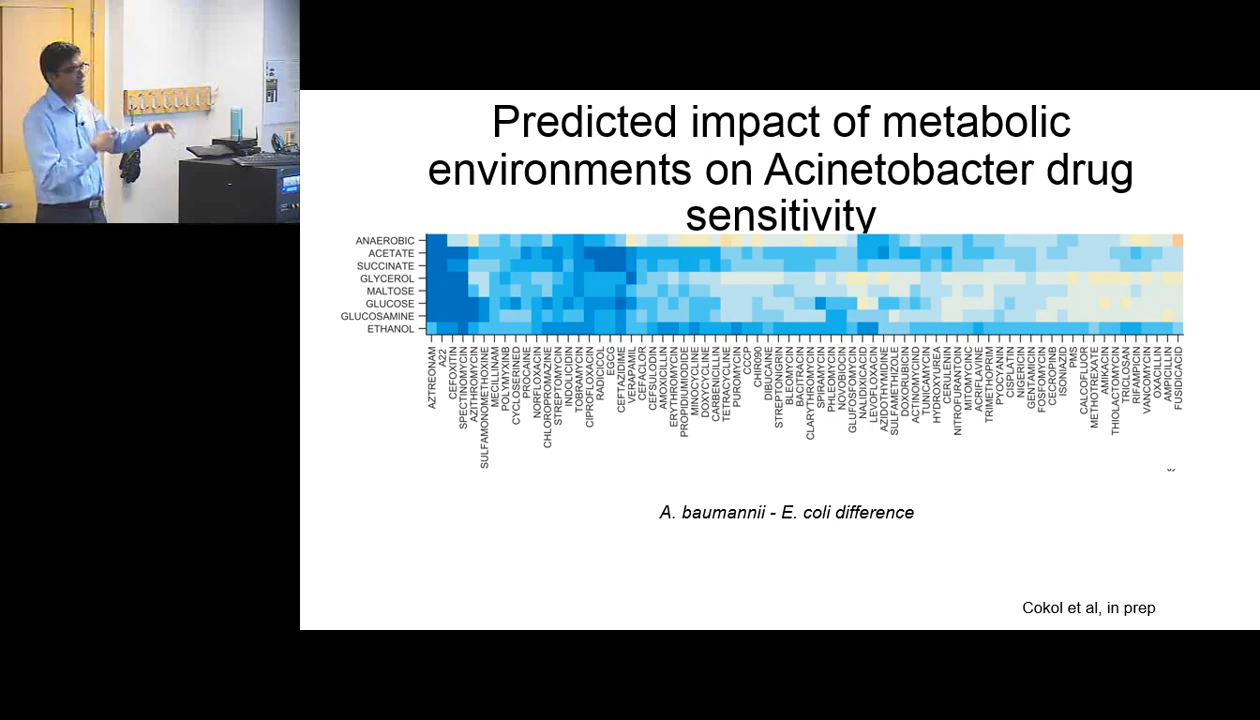 Predicted impact of metabolic
environments on Acinetobacter drug
sensitivity
ANAEROBIC
ACETATE
SUCCINATE
GLYCEROL
MALTOSE
GLUCOSE
GLUCOSAMINE
ETHANOL
AZTREONAM
A22
CEFOXITIN
SPECTINOMYCIN
AZITHROMYCIN
SULFAMONOMETHOXINE
MECILLINAM
POLYMYXINB
CYCLOSERINED
PROCAINE
NORFLOXACIN
CHLORPROMAZINE
STREPTOMYCIN
INDOLICIDIN
TOBRAMYCIN
CIPROFLOXACIN
RADICICOL
EGCG
CEFTAZIDIME
VERAPAMIL
CEFACLOR
CEFSULODIN
AMOXICILLIN
ERYTHROMYCIN
PROPIDIUMIODIDE
MINOCYCLINE
DOXYCYCLINE
CARBENICILLIN
TETRACYCLINE
PUROMYCIN
CCCP
CHIR090
DIBUCAINE
STREPTONIGRIN
BLEOMYCIN
BACITRACIN
CLARYTHROMYCIN
SPIRAMYCIN
PHLEOMYCIN
NOVOBIOCIN
GLUFOSFOMYCIN
NALIDIXICACID
LEVOFLOXACIN
AZIDOTHYMIDINE
SULFAMETHIZOLE
DOXORUBICIN
ACTINOMYCIND
TUNICAMYCIN
HYDROXYUREA
CERULENIN
NITROFURANTOIN
MITOMYCINC
ACRIFLAVINE
TRIMETHOPRIM
PYOCYANIN
CISPLATIN
NIGERICIN
GENTAMICIN
FOSFOMYCIN
CECROPINB
ISONIAZID
PMS
CALCOFLUOR
METHOTREXATE
AMIKACIN
THIOLACTOMYCIN
TRICLOSAN
RIFAMPICIN
VANCOMYCIN
OXACILLIN
AMPICILLIN
FUSIDICACID
A. baumannii - E. coli difference
Cokol et al, in prep